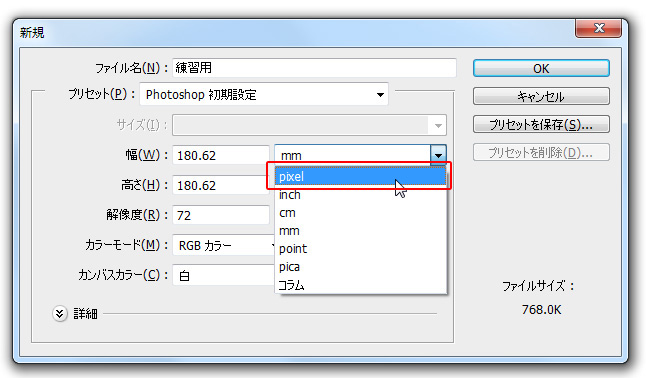 新規
ファイル名(N)：練習用
OK
プリセット(P)：Photoshop 初期設定
キャンセル
サイズ(I)：
プリセットを保存(S)...
幅(W)：180.62 mm
プリセットを削除(D)...
pixel
高さ(H)：180.62
inch
cm
解像度(R)：72
mm
カラーモード(M)：RGB カラー
point
pica
カンバスカラー(C)：白
コラム
ファイルサイズ：
768.0K
詳細